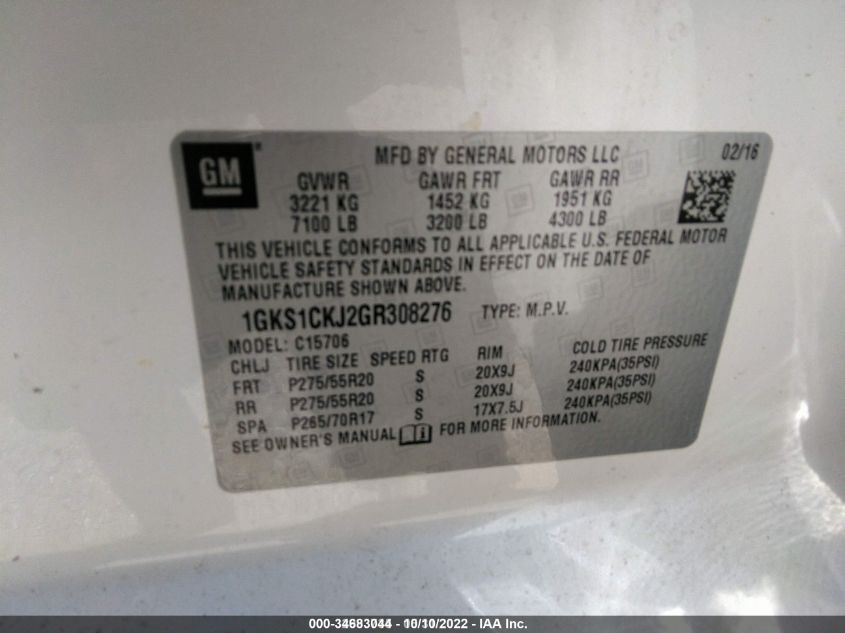 GM® MFD BY GENERAL MOTORS LLC 02/16
GVWR GAWR FRT GAWR RR
3221 KG 1452 KG 1951 KG
7100 LB 3200 LB 4300 LB
THIS VEHICLE CONFORMS TO ALL APPLICABLE U.S. FEDERAL MOTOR
VEHICLE SAFETY STANDARDS IN EFFECT ON THE DATE OF
MANUFACTURE SHOWN ABOVE.
1GKS1CKJ2GR308276 TYPE: M.P.V.
MODEL: C15706
CHLJ TIRE SIZE SPEED RTG RIM COLD TIRE PRESSURE
FRT P275/55R20 S 20X9J 240KPA(35PSI)
RR P275/55R20 S 20X9J 240KPA(35PSI)
SPA P265/70R17 S 17X7.5J 240KPA(35PSI)
SEE OWNER'S MANUAL FOR MORE INFORMATION.
000-34683044 - 10/10/2022 - IAA Inc.